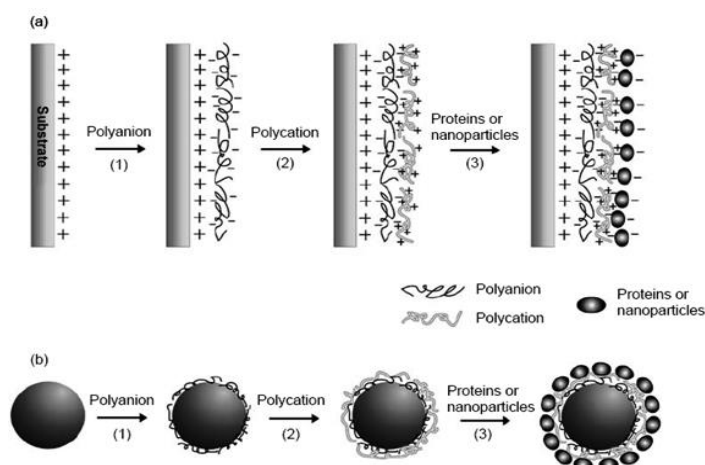 (a)
Substrate
Polyanion
(1)
Polycation
(2)
Proteins or
nanoparticles
(3)
Polyanion
Polycation
Proteins or
nanoparticles
(b)
Polyanion
(1)
Polycation
(2)
Proteins or
nanoparticles
(3)